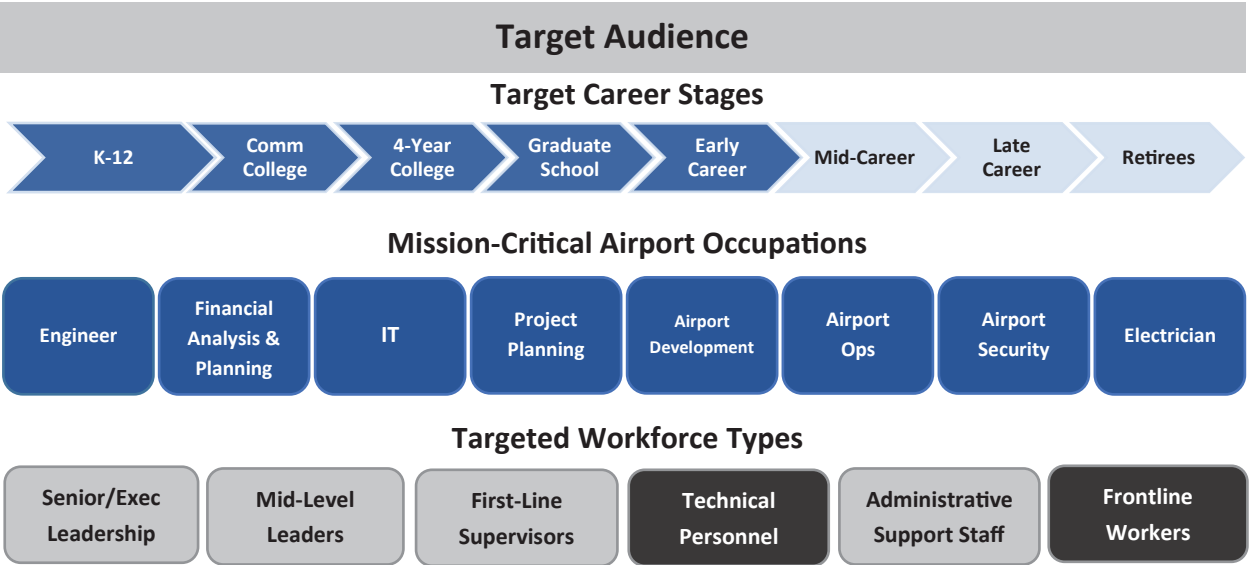 Target Audience
Target Career Stages
K-12
Comm
College
4-Year
College
Graduate
School
Early
Career
Mid-Career
Late
Career
Retirees
Mission-Critical Airport Occupations
Engineer
Financial
Analysis &
Planning
IT
Project
Planning
Airport
Development
Airport
Ops
Airport
Security
Electrician
Targeted Workforce Types
Senior/Exec
Leadership
Mid-Level
Leaders
First-Line
Supervisors
Technical
Personnel
Administrative
Support Staff
Frontline
Workers